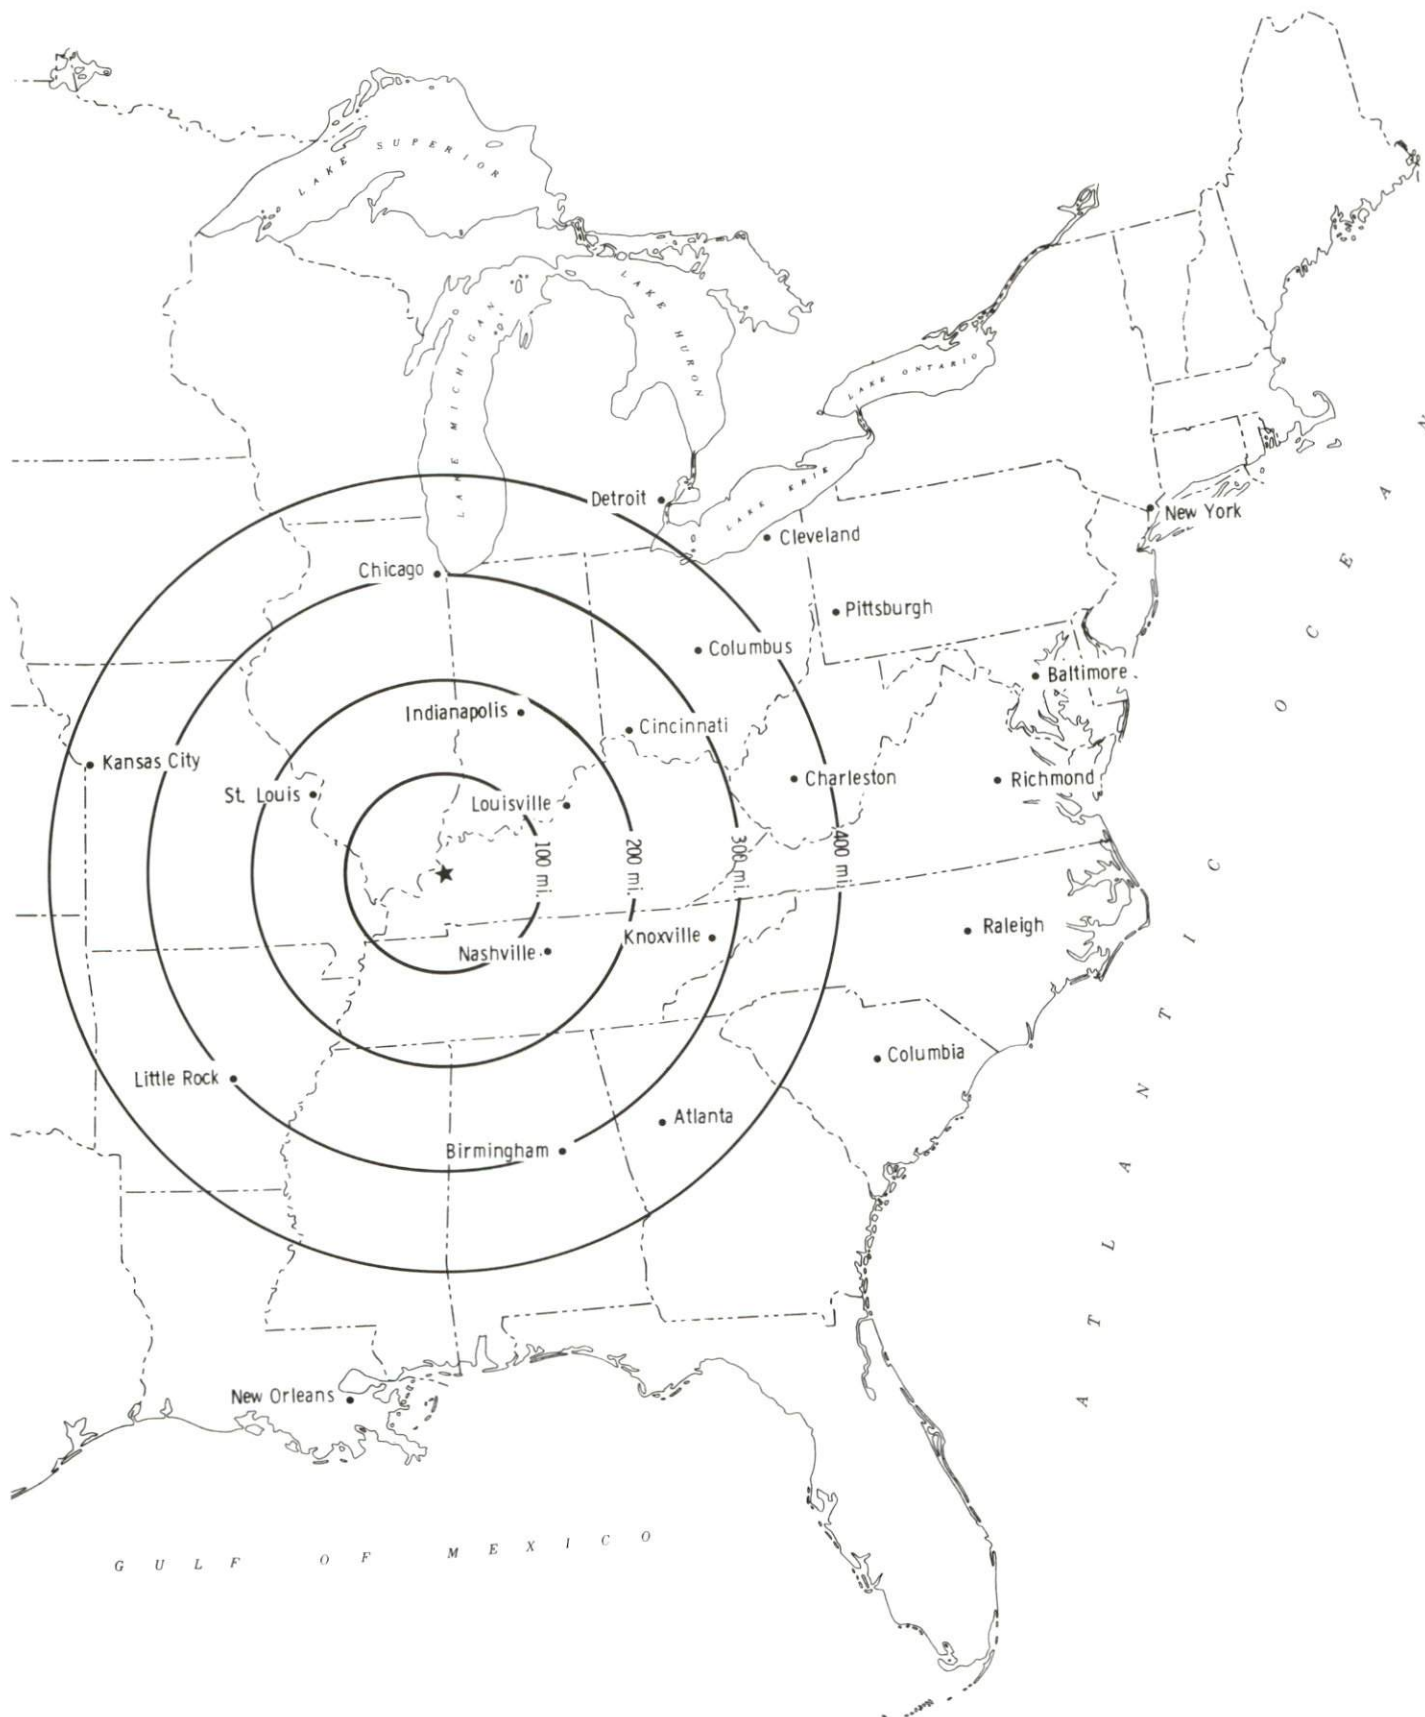 LAKE SUPERIOR
LAKE MICHIGAN
LAKE HURON
LAKE ONTARIO
LAKE ERIE
Detroit
Cleveland
New York
Chicago
Pittsburgh
Columbus
Baltimore
Indianapolis
Cincinnati
Kansas City
Charleston
Richmond
St. Louis
Louisville
100 mi.
200 mi.
300 mi.
400 mi.
Nashville
Knoxville
Raleigh
Little Rock
Columbia
Atlanta
Birmingham
New Orleans
ATLANTIC OCEAN
GULF OF MEXICO